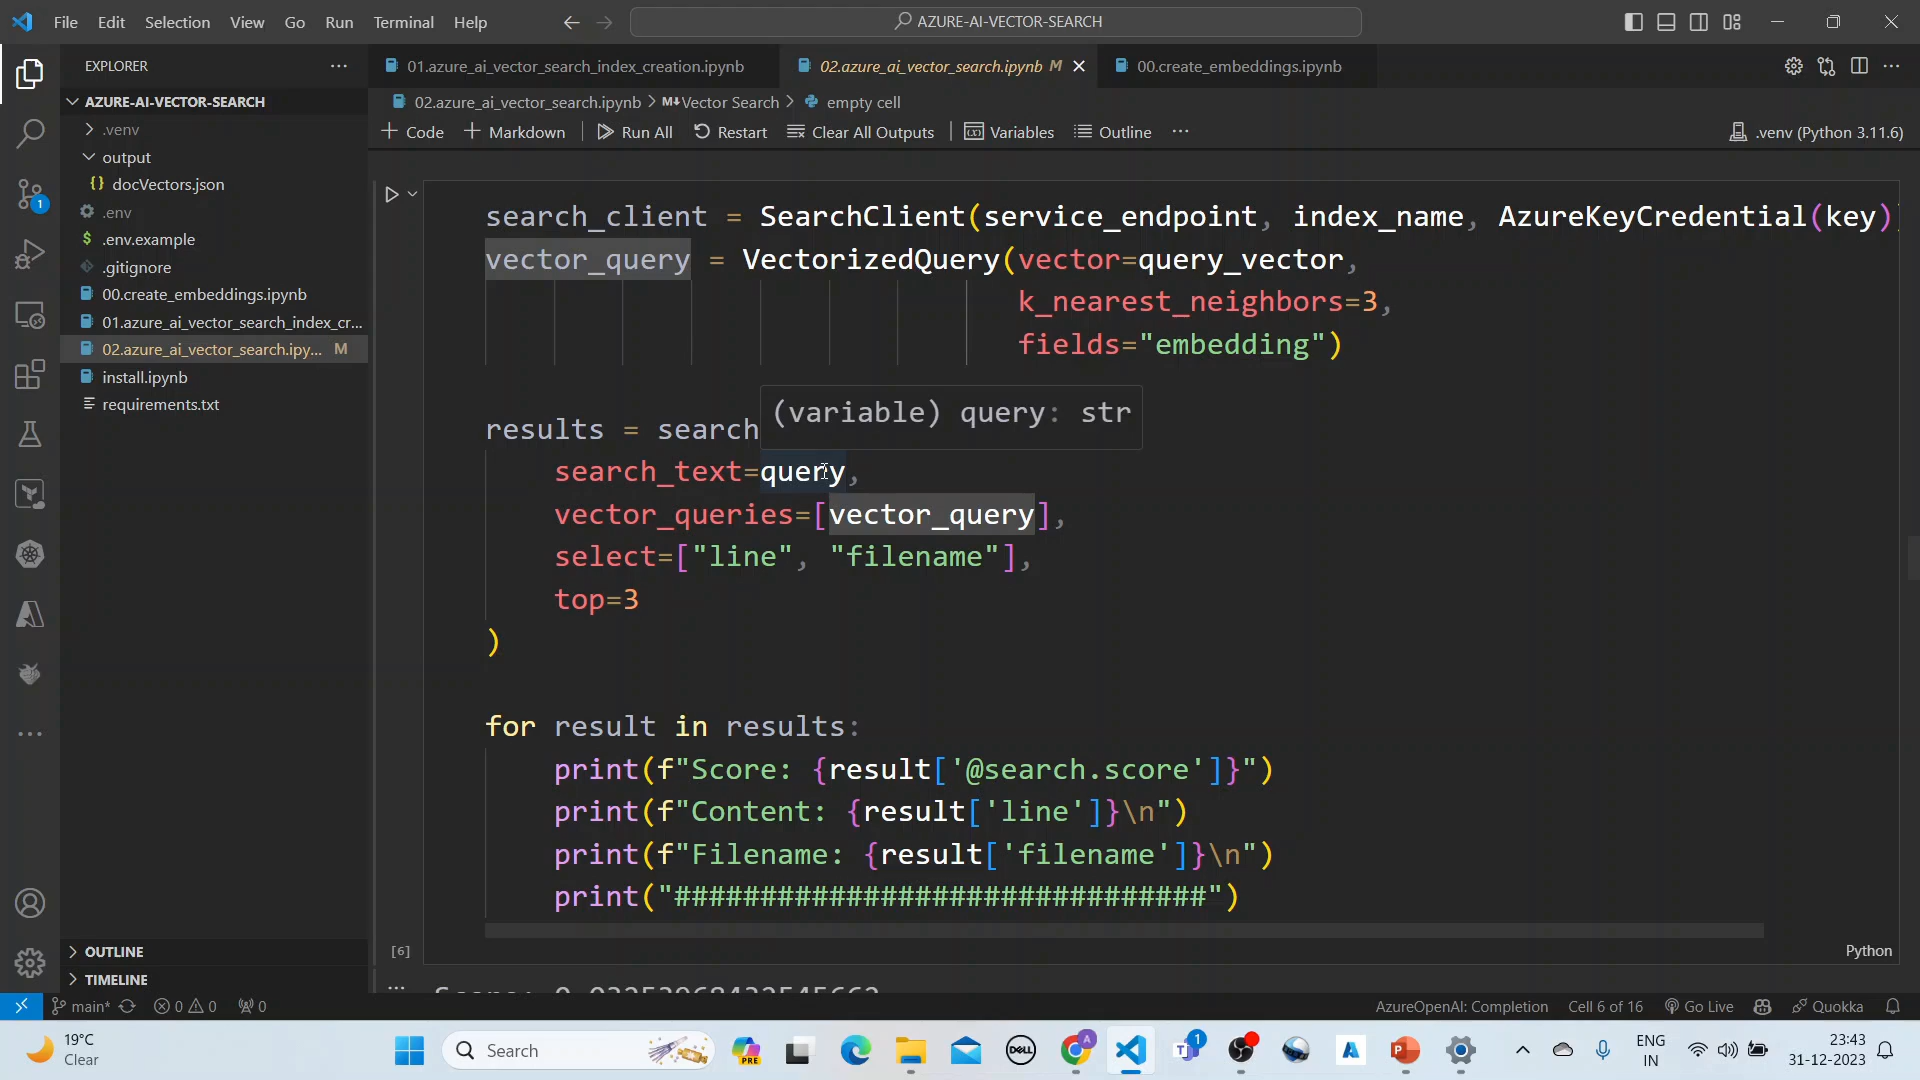 File Edit Selection View Go Run Terminal Help
AZURE-AI-VECTOR-SEARCH
EXPLORER
AZURE-AI-VECTOR-SEARCH
.venv
output
docVectors.json
.env
.env.example
.gitignore
00.create_embeddings.ipynb
01.azure_ai_vector_search_index_cr...
02.azure_ai_vector_search.ipy... M
install.ipynb
requirements.txt
OUTLINE
TIMELINE
01.azure_ai_vector_search_index_creation.ipynb
02.azure_ai_vector_search.ipynb M
00.create_embeddings.ipynb
02.azure_ai_vector_search.ipynb > M↓Vector Search > empty cell
+ Code + Markdown Run All Restart Clear All Outputs Variables Outline ...
.venv (Python 3.11.6)
search_client = SearchClient(service_endpoint, index_name, AzureKeyCredential(key)
vector_query = VectorizedQuery(vector=query_vector,
k_nearest_neighbors=3,
fields="embedding")
(variable) query: str
results = search
search_text=query,
vector_queries=[vector_query],
select=["line", "filename"],
top=3
)
for result in results:
print(f"Score: {result['@search.score']}")
print(f"Content: {result['line']}\n")
print(f"Filename: {result['filename']}\n")
print("###############################")
[6]
Python
main* 0 0 0
AzureOpenAI: Completion Cell 6 of 16 Go Live Quokka
19°C
Clear
Search
PRE
DELL
A
1
ENG
IN
23:43
31-12-2023